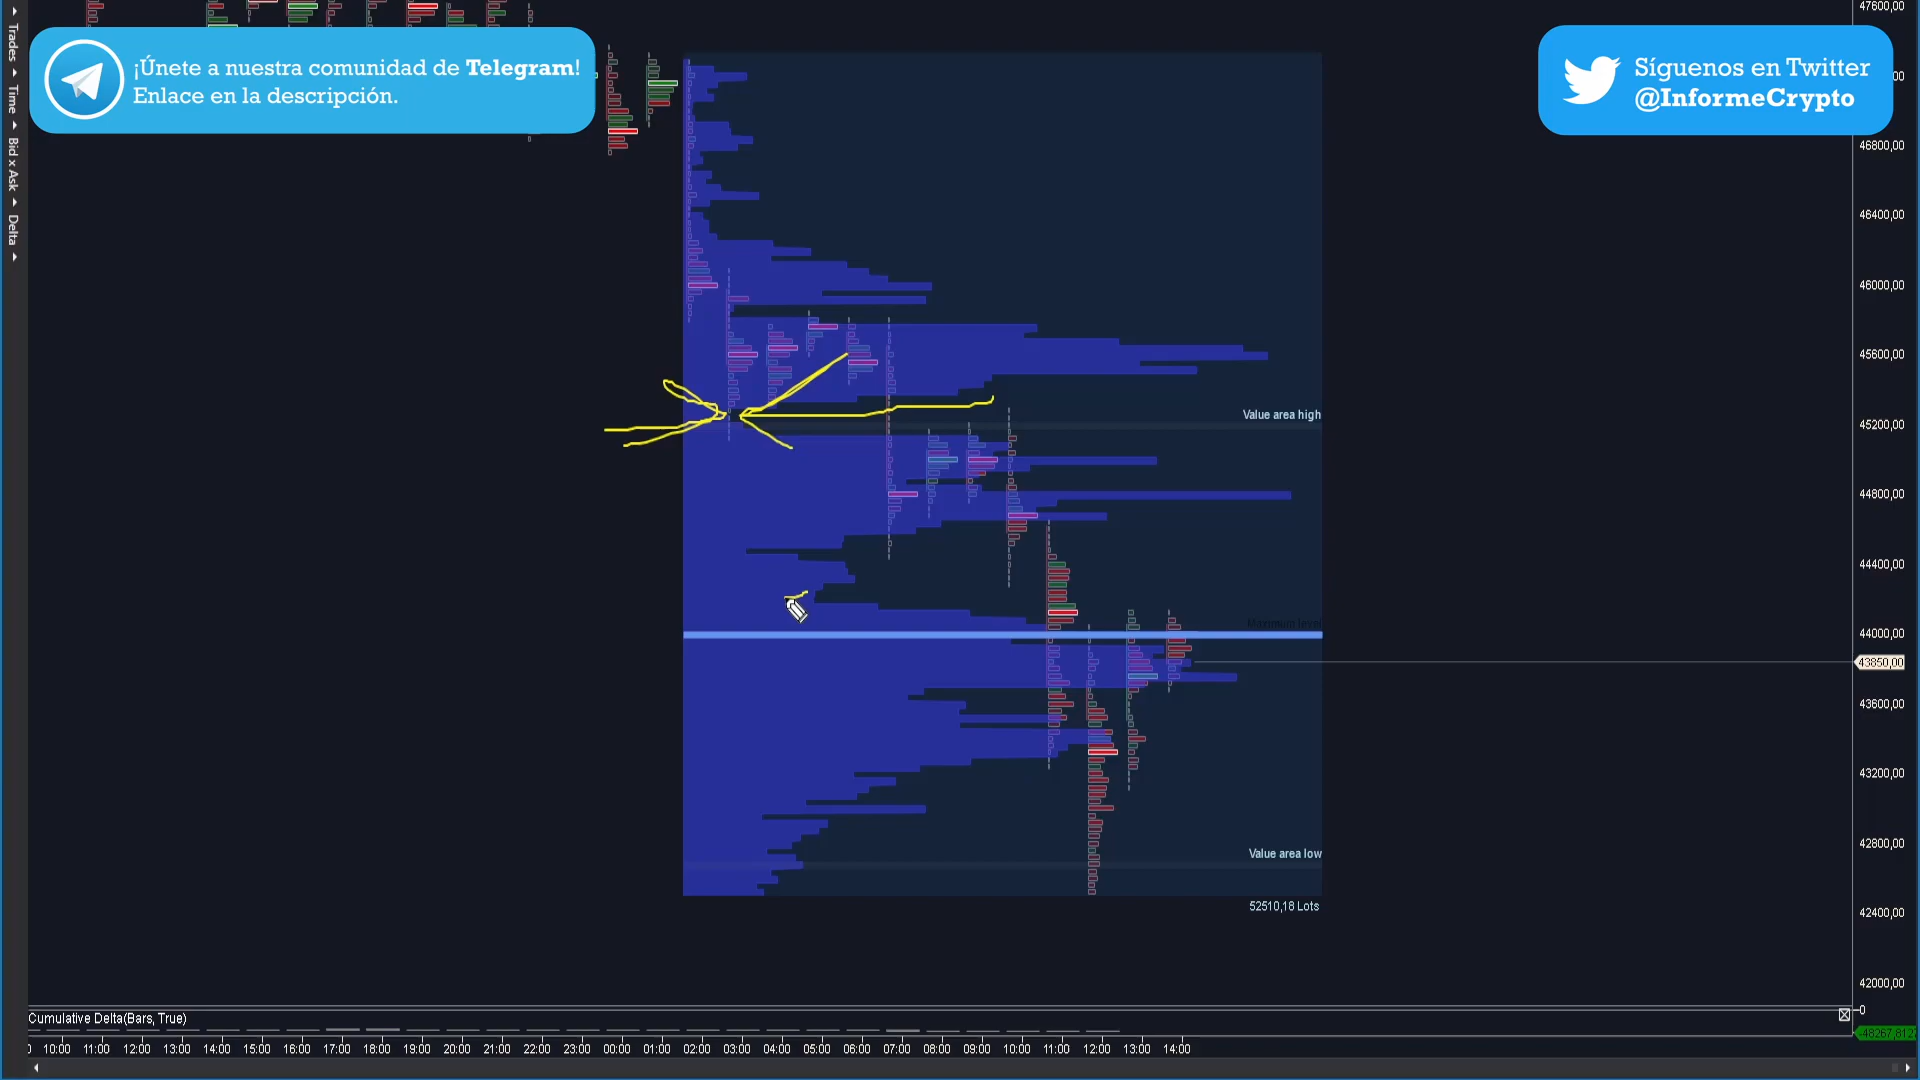 Trades
Time
Bid x Ask
Delta
¡Únete a nuestra comunidad de Telegram!
Enlace en la descripción.
Síguenos en Twitter
@InformeCrypto
47600,00
46800,00
46400,00
46000,00
45600,00
Value area high
45200,00
44800,00
44400,00
Maximum level
44000,00
43850,00
43600,00
43200,00
Value area low
42800,00
52510,18 Lots
42400,00
42000,00
Cumulative Delta(Bars, True)
0
10:00 11:00 12:00 13:00 14:00 15:00 16:00 17:00 18:00 19:00 20:00 21:00 22:00 23:00 00:00 01:00 02:00 03:00 04:00 05:00 06:00 07:00 08:00 09:00 10:00 11:00 12:00 13:00 14:00